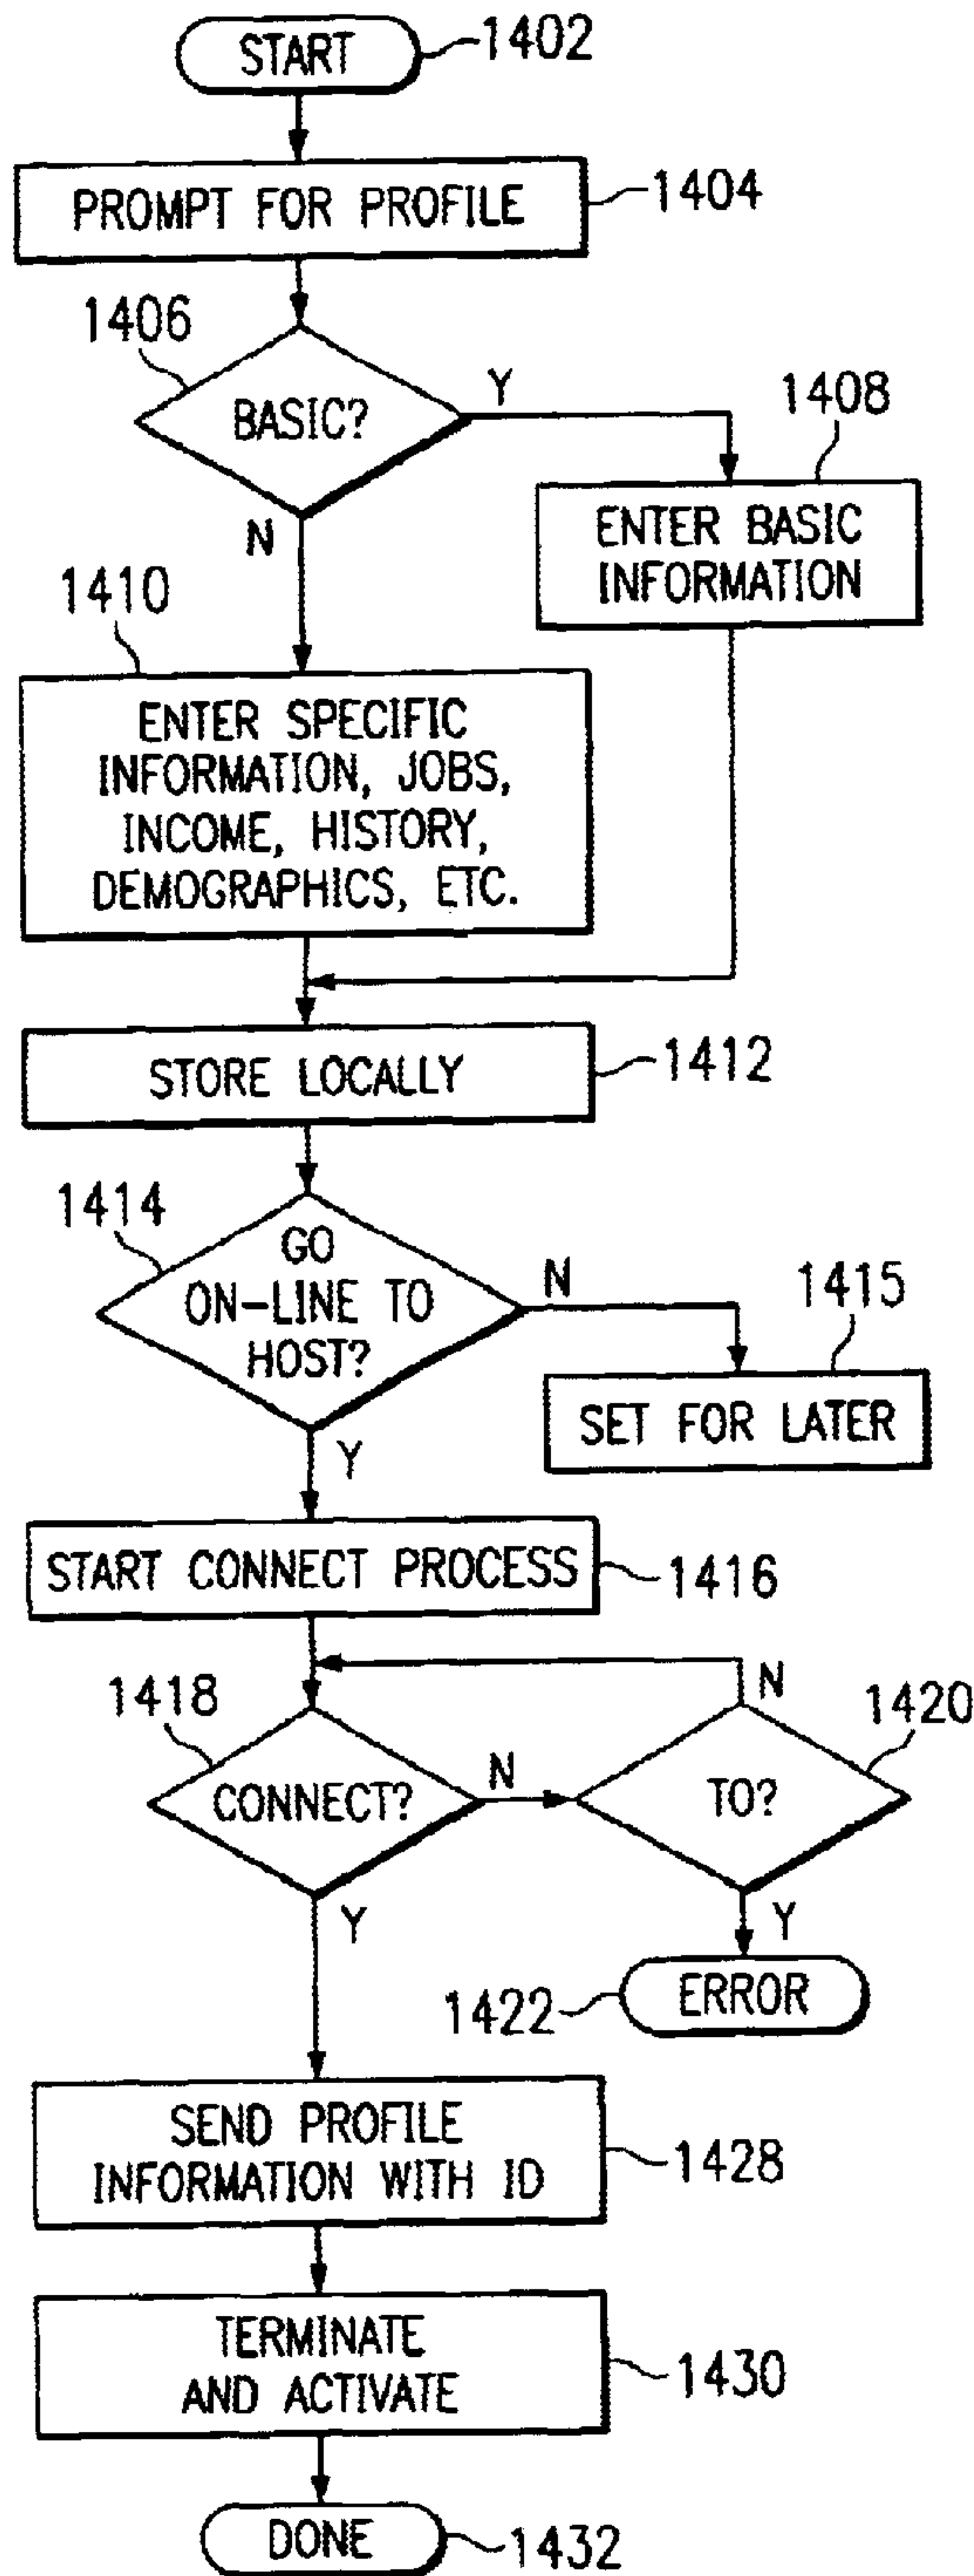 START
1402
PROMPT FOR PROFILE
1404
1406
BASIC?
Y
N
1408
ENTER BASIC
INFORMATION
1410
ENTER SPECIFIC
INFORMATION, JOBS,
INCOME, HISTORY,
DEMOGRAPHICS, ETC.
STORE LOCALLY
1412
1414
GO
ON-LINE TO
HOST?
N
Y
1415
SET FOR LATER
START CONNECT PROCESS
1416
1418
CONNECT?
N
Y
N
1420
TO?
Y
1422
ERROR
SEND PROFILE
INFORMATION WITH ID
1428
TERMINATE
AND ACTIVATE
1430
DONE
1432